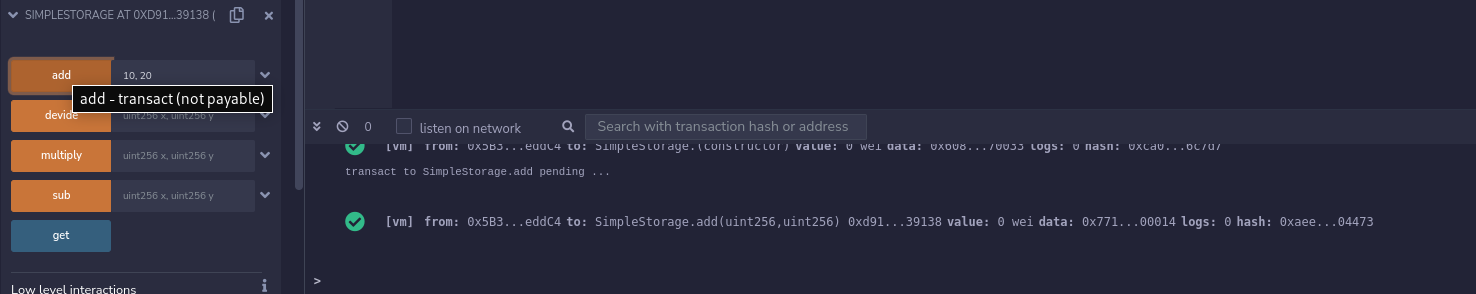 SIMPLESTORAGE AT 0XD91...39138 (
add
10, 20
add - transact (not payable)
devide
uint256 x, uint256 y
multiply
uint256 x, uint256 y
sub
uint256 x, uint256 y
get
Low level interactions
0
listen on network
Search with transaction hash or address
[vm] from: 0x5B3...eddC4 to: SimpleStorage.(constructor) value: 0 wei data: 0x608...70033 logs: 0 hash: 0xca0...6c7d7
transact to SimpleStorage.add pending ...
[vm] from: 0x5B3...eddC4 to: SimpleStorage.add(uint256,uint256) 0xd91...39138 value: 0 wei data: 0x771...00014 logs: 0 hash: 0xaee...04473
>